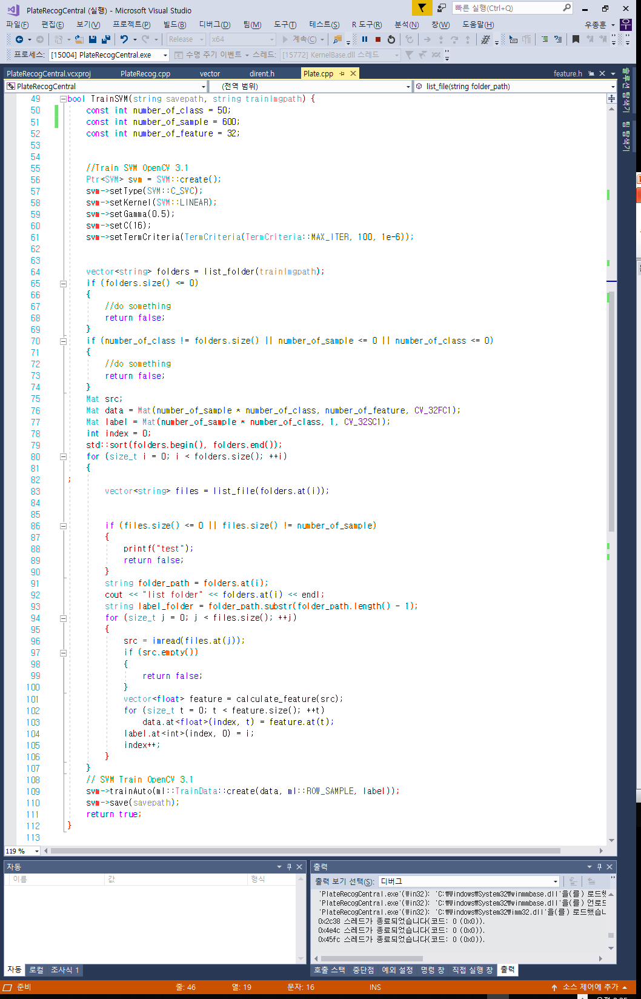 PlateRecogCentral (실행) - Microsoft Visual Studio
빠른 실행(Ctrl+Q)
파일(F) 편집(E) 보기(V) 프로젝트(P) 빌드(B) 디버그(D) 팀(M) 도구(T) 테스트(S) R 도구(R) 분석(N) 창(W) 도움말(H) 우종훈
Release x64 계속(C)
프로세스: [15004] PlateRecogCentral.exe 수명 주기 이벤트 스레드: [15772] KernelBase.dll 스레드
PlateRecogCentral.vcxproj PlateRecog.cpp vector dirent.h Plate.cpp feature.h
PlateRecogCentral (전역 범위) list_file(string folder_path)
솔루션 탐색기
팀 탐색기
49 bool TrainSVM(string savepath, string trainImgpath) {
50 const int number_of_class = 50;
51 const int number_of_sample = 600;
52 const int number_of_feature = 32;
53
54
55 //Train SVM OpenCV 3.1
56 Ptr<SVM> svm = SVM::create();
57 svm->setType(SVM::C_SVC);
58 svm->setKernel(SVM::LINEAR);
59 svm->setGamma(0.5);
60 svm->setC(16);
61 svm->setTermCriteria(TermCriteria(TermCriteria::MAX_ITER, 100, 1e-6));
62
63
64 vector<string> folders = list_folder(trainImgpath);
65 if (folders.size() <= 0)
66 {
67 //do something
68 return false;
69 }
70 if (number_of_class != folders.size() || number_of_sample <= 0 || number_of_class <= 0)
71 {
72 //do something
73 return false;
74 }
75 Mat src;
76 Mat data = Mat(number_of_sample * number_of_class, number_of_feature, CV_32FC1);
77 Mat label = Mat(number_of_sample * number_of_class, 1, CV_32SC1);
78 int index = 0;
79 std::sort(folders.begin(), folders.end());
80 for (size_t i = 0; i < folders.size(); ++i)
81 {
82 ;
83 vector<string> files = list_file(folders.at(i));
84
85
86 if (files.size() <= 0 || files.size() != number_of_sample)
87 {
88 printf("test");
89 return false;
90 }
91 string folder_path = folders.at(i);
92 cout << "list folder" << folders.at(i) << endl;
93 string label_folder = folder_path.substr(folder_path.length() - 1);
94 for (size_t j = 0; j < files.size(); ++j)
95 {
96 src = imread(files.at(j));
97 if (src.empty())
98 {
99 return false;
100 }
101 vector<float> feature = calculate_feature(src);
102 for (size_t t = 0; t < feature.size(); ++t)
103 data.at<float>(index, t) = feature.at(t);
104 label.at<int>(index, 0) = i;
105 index++;
106 }
107 }
108 // SVM Train OpenCV 3.1
109 svm->trainAuto(ml::TrainData::create(data, ml::ROW_SAMPLE, label));
110 svm->save(savepath);
111 return true;
112 }
113
119 %
자동
이름 값 형식
자동 로컬 조사식 1
출력
출력 보기 선택(S): 디버그
'PlateRecogCentral.exe'(Win32): 'C:₩Windows₩System32₩winmmbase.dll'을(를) 로드했
'PlateRecogCentral.exe'(Win32): 'C:₩Windows₩System32₩winmmbase.dll'을(를) 언로드
'PlateRecogCentral.exe'(Win32): 'C:₩Windows₩System32₩imm32.dll'을(를) 로드했습니
0x2c38 스레드가 종료되었습니다(코드: 0 (0x0)).
0x4e4c 스레드가 종료되었습니다(코드: 0 (0x0)).
0x45fc 스레드가 종료되었습니다(코드: 0 (0x0)).
호출 스택 중단점 예외 설정 명령 창 직접 실행 창 출력
준비 줄: 46 열: 19 문자: 16 INS 소스 제어에 추가